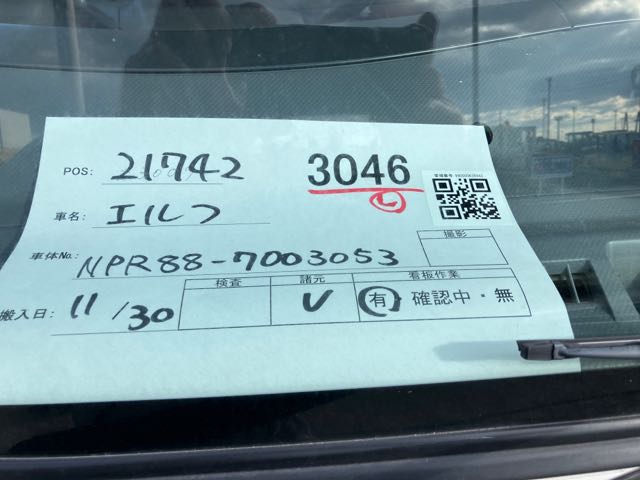 POS: 21742 3046
Ⓛ
車名: エルフ
車体No.: NPR88-7003053 撮影
検査 諸元 看板作業
搬入日: 11/30 V 有 確認中・無